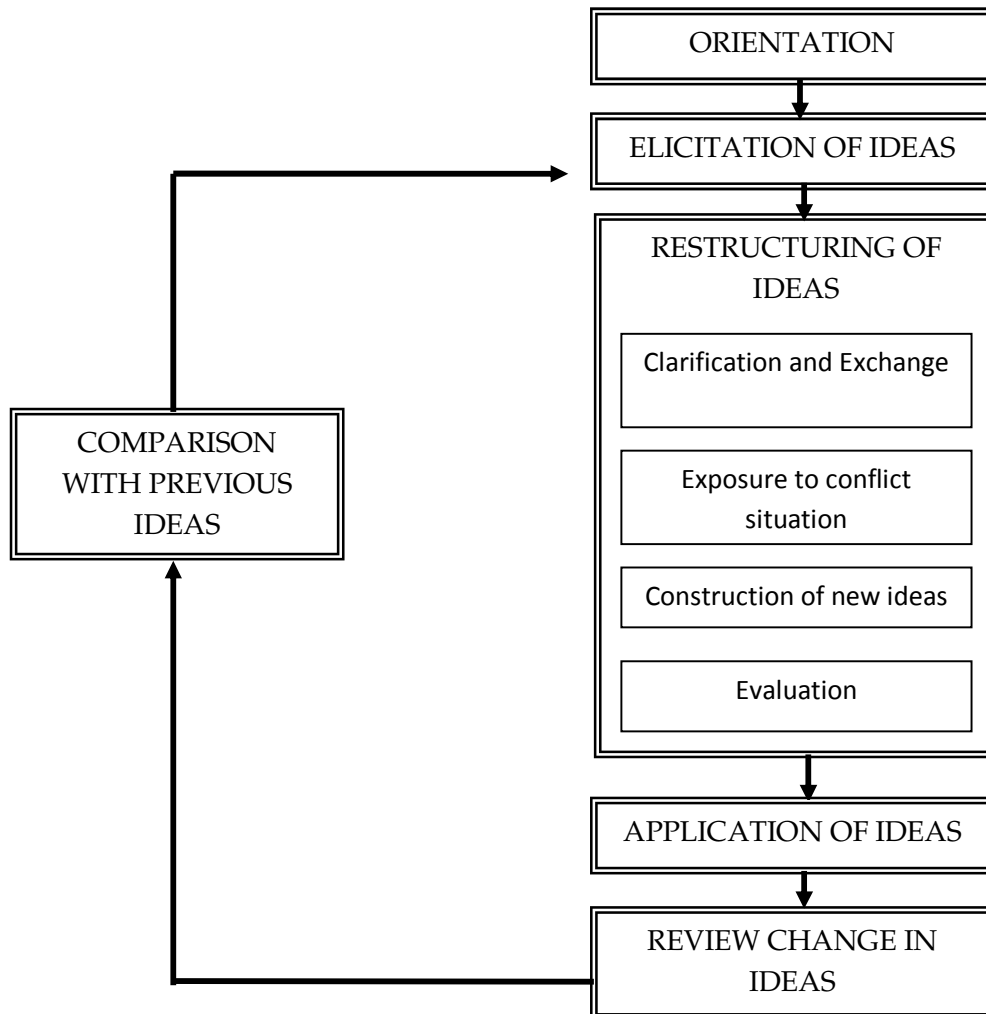 ORIENTATION
ELICITATION OF IDEAS
RESTRUCTURING OF
IDEAS
Clarification and Exchange
Exposure to conflict
situation
Construction of new ideas
Evaluation
APPLICATION OF IDEAS
REVIEW CHANGE IN
IDEAS
COMPARISON
WITH PREVIOUS
IDEAS